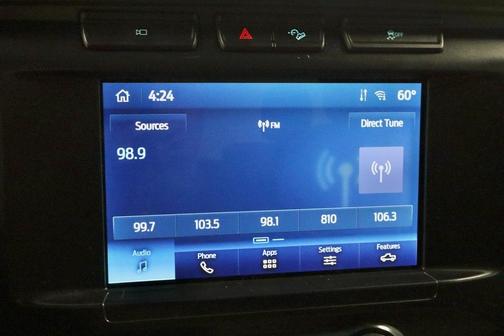 OFF
4:24 60°
Sources FM Direct Tune
98.9
99.7 103.5 98.1 810 106.3
Audio Phone Apps Settings Features